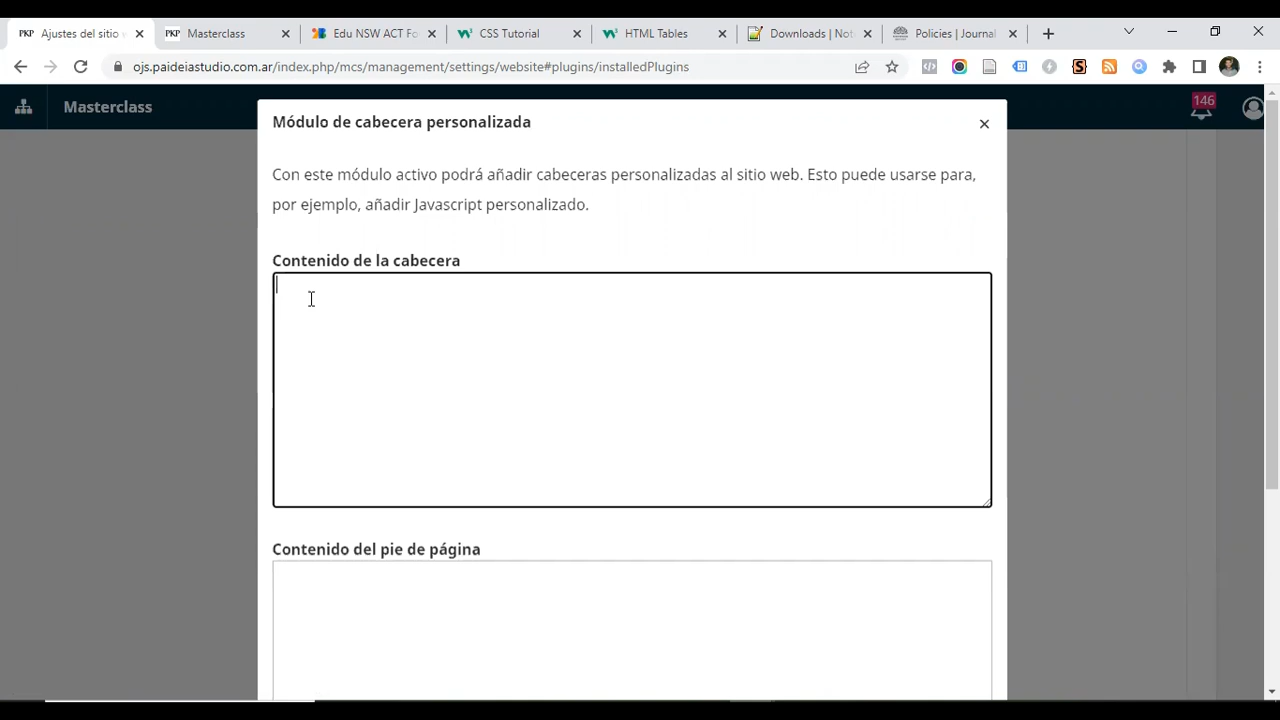 Ajustes del sitio
Masterclass
Edu NSW ACT Fo
CSS Tutorial
HTML Tables
Downloads | Not
Policies | Journal
ojs.paideiastudio.com.ar/index.php/mcs/management/settings/website#plugins/installedPlugins
Masterclass
146
Módulo de cabecera personalizada
Con este módulo activo podrá añadir cabeceras personalizadas al sitio web. Esto puede usarse para,
por ejemplo, añadir Javascript personalizado.
Contenido de la cabecera
Contenido del pie de página